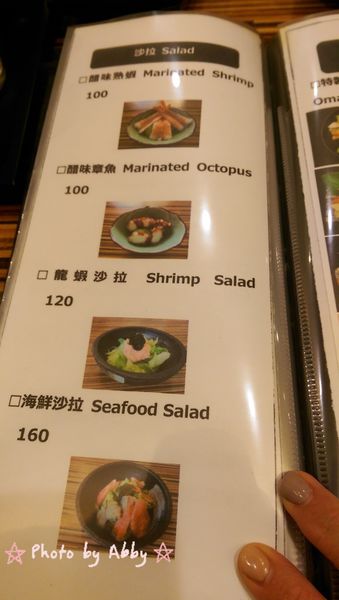 沙拉 Salad
□醋味熟蝦 Marinated Shrimp
100
□醋味章魚 Marinated Octopus
100
□ 龍蝦沙拉 Shrimp Salad
120
□海鮮沙拉 Seafood Salad
160
☆ Photo by Abby ☆